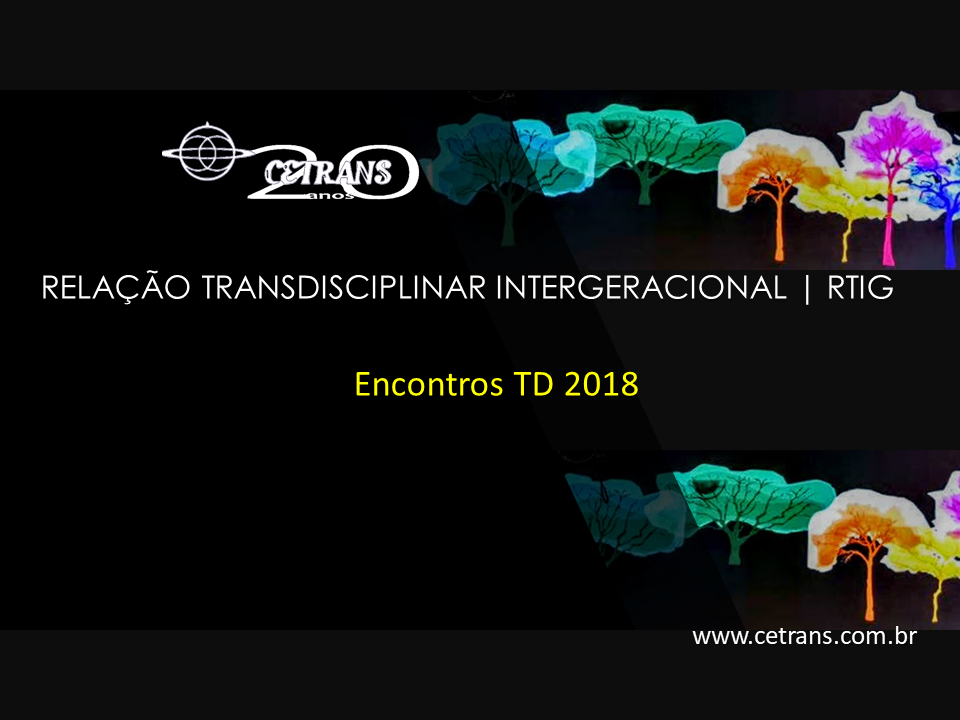 20
CETRANS
anos
RELAÇÃO TRANSDISCIPLINAR INTERGERACIONAL | RTIG
Encontros TD 2018
www.cetrans.com.br